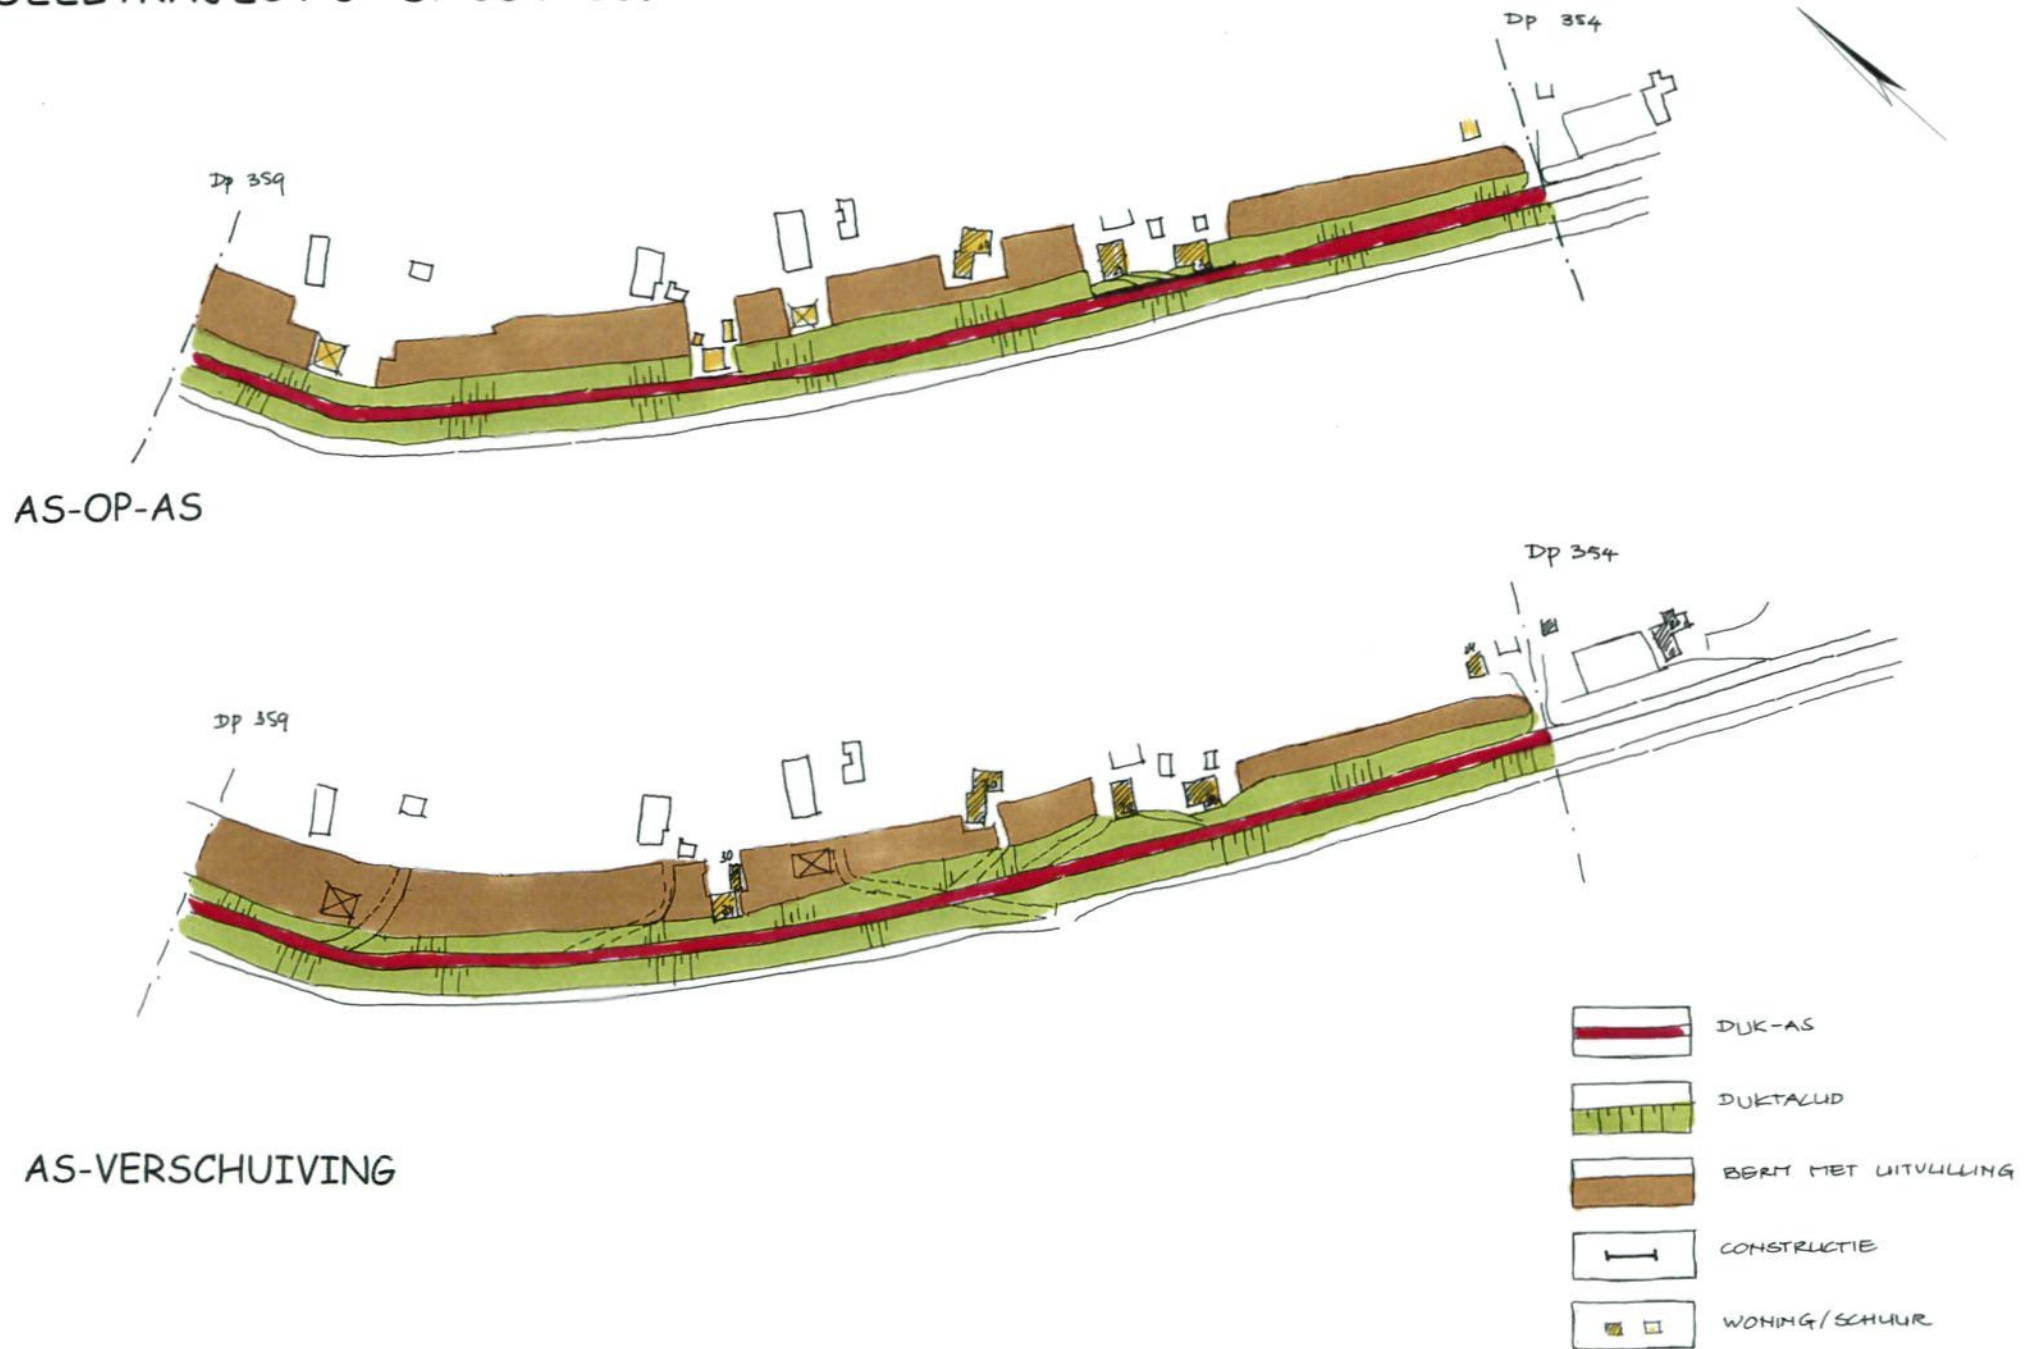 Dp 354
Dp 359
AS-OP-AS
Dp 354
Dp 359
30
AS-VERSCHUIVING
DIJK-AS
DIJKTALUD
BERM MET UITVULLING
CONSTRUCTIE
WONING/SCHUUR